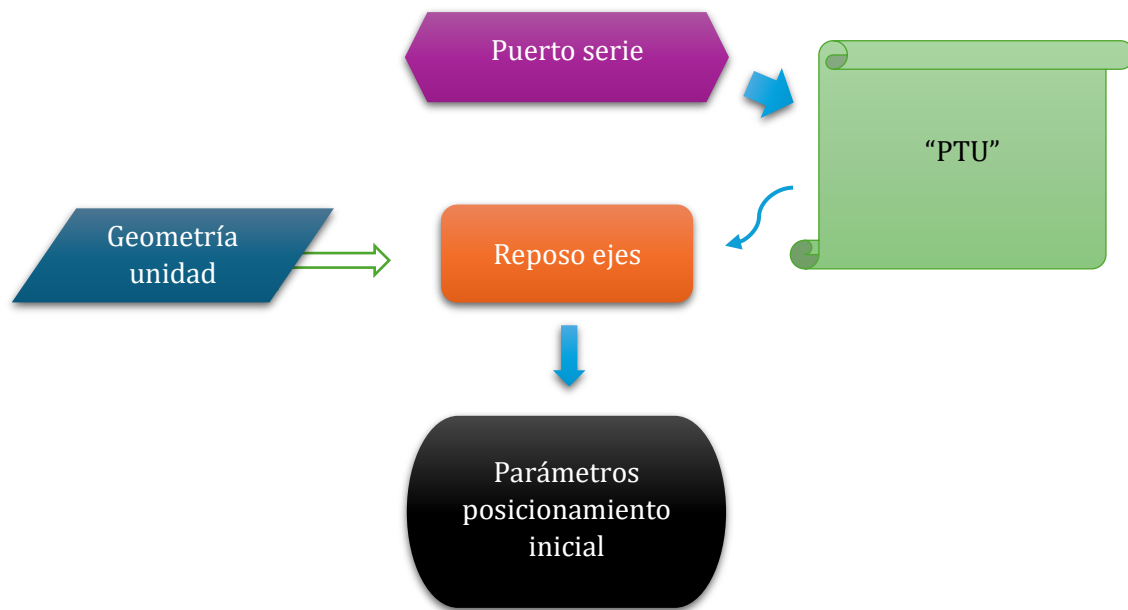 Puerto serie
“PTU”
Geometría
unidad
Reposo ejes
Parámetros
posicionamiento
inicial